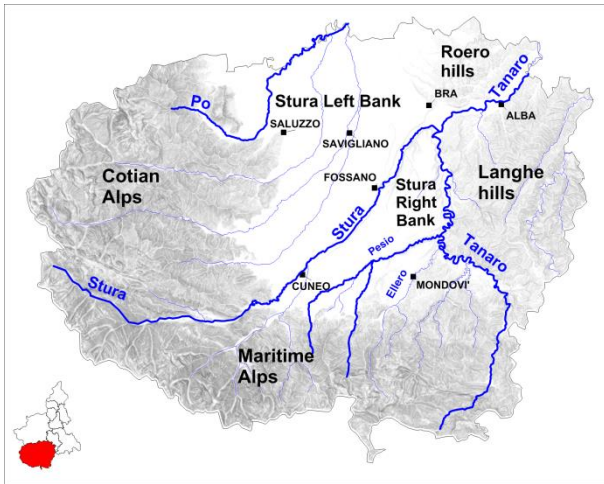 Roero
hills
Tanaro
Po
BRA
Stura Left Bank
ALBA
SALUZZO
SAVIGLIANO
Cotian
Alps
Langhe
hills
FOSSANO
Stura
Right
Bank
Stura
Pesio
Tanaro
Stura
CUNEO
Ellero
MONDOVI'
Maritime
Alps